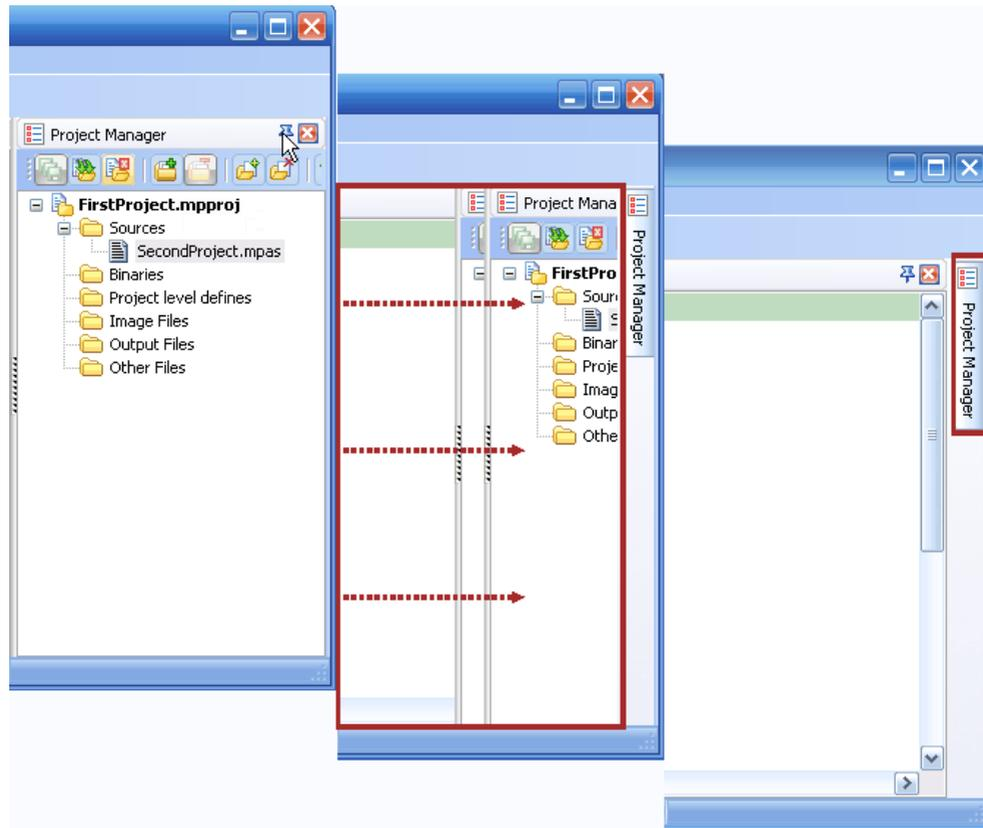 Project Manager
FirstProject.mpproj
Sources
SecondProject.mpas
Binaries
Project level defines
Image Files
Output Files
Other Files
Project Mana
FirstPro
Sour
S
Binar
Proje
Imag
Outp
Othe
Project Manager
Project Manager